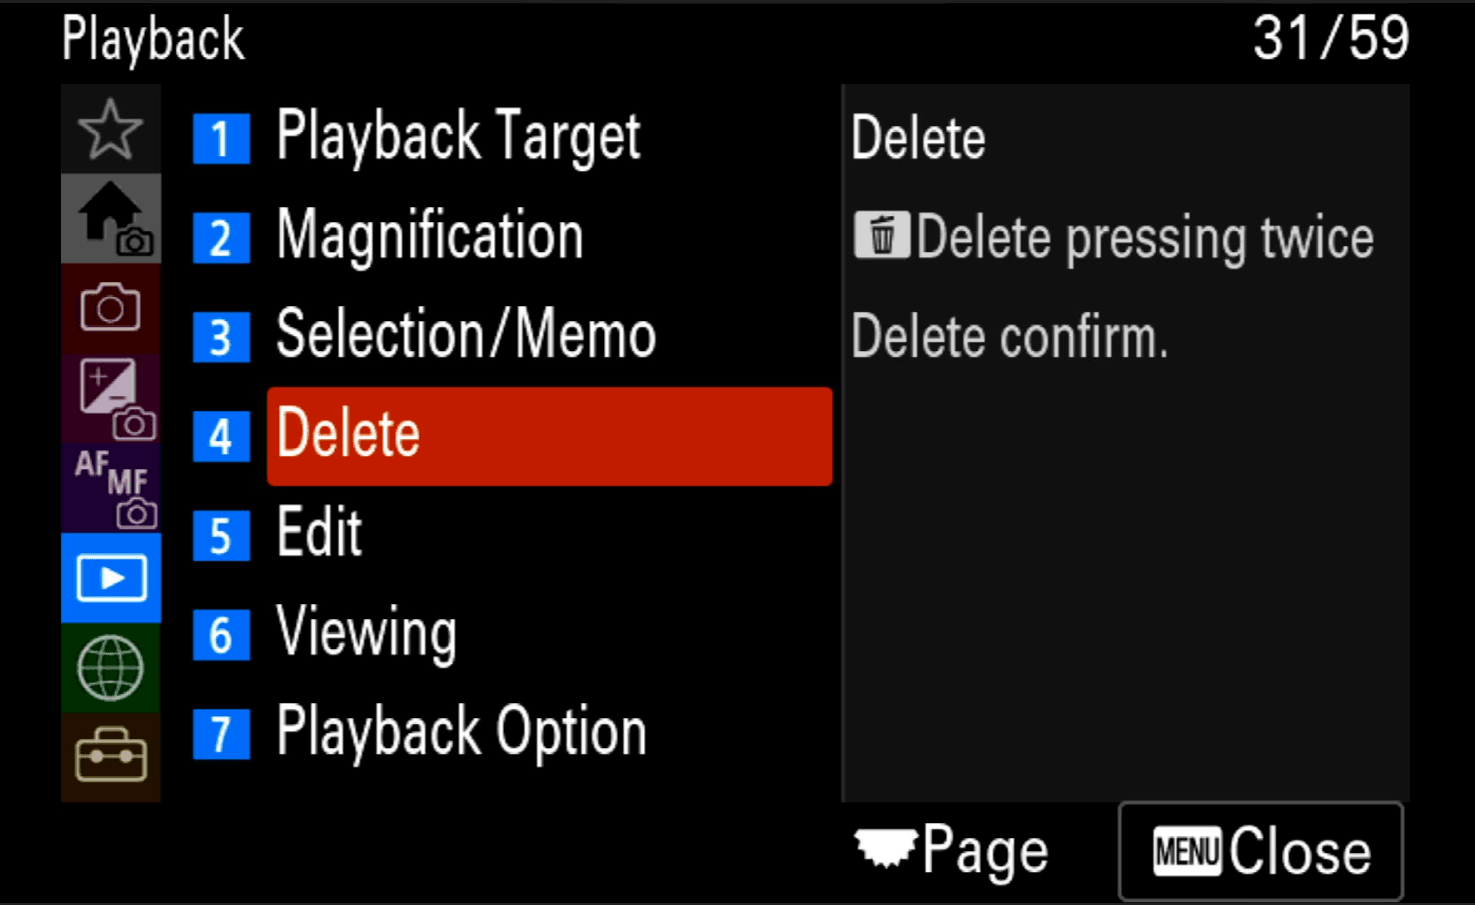 Playback
31/59
1 Playback Target
2 Magnification
3 Selection/Memo
4 Delete
5 Edit
6 Viewing
7 Playback Option
AF MF
Delete
Delete pressing twice
Delete confirm.
Page
MENU Close